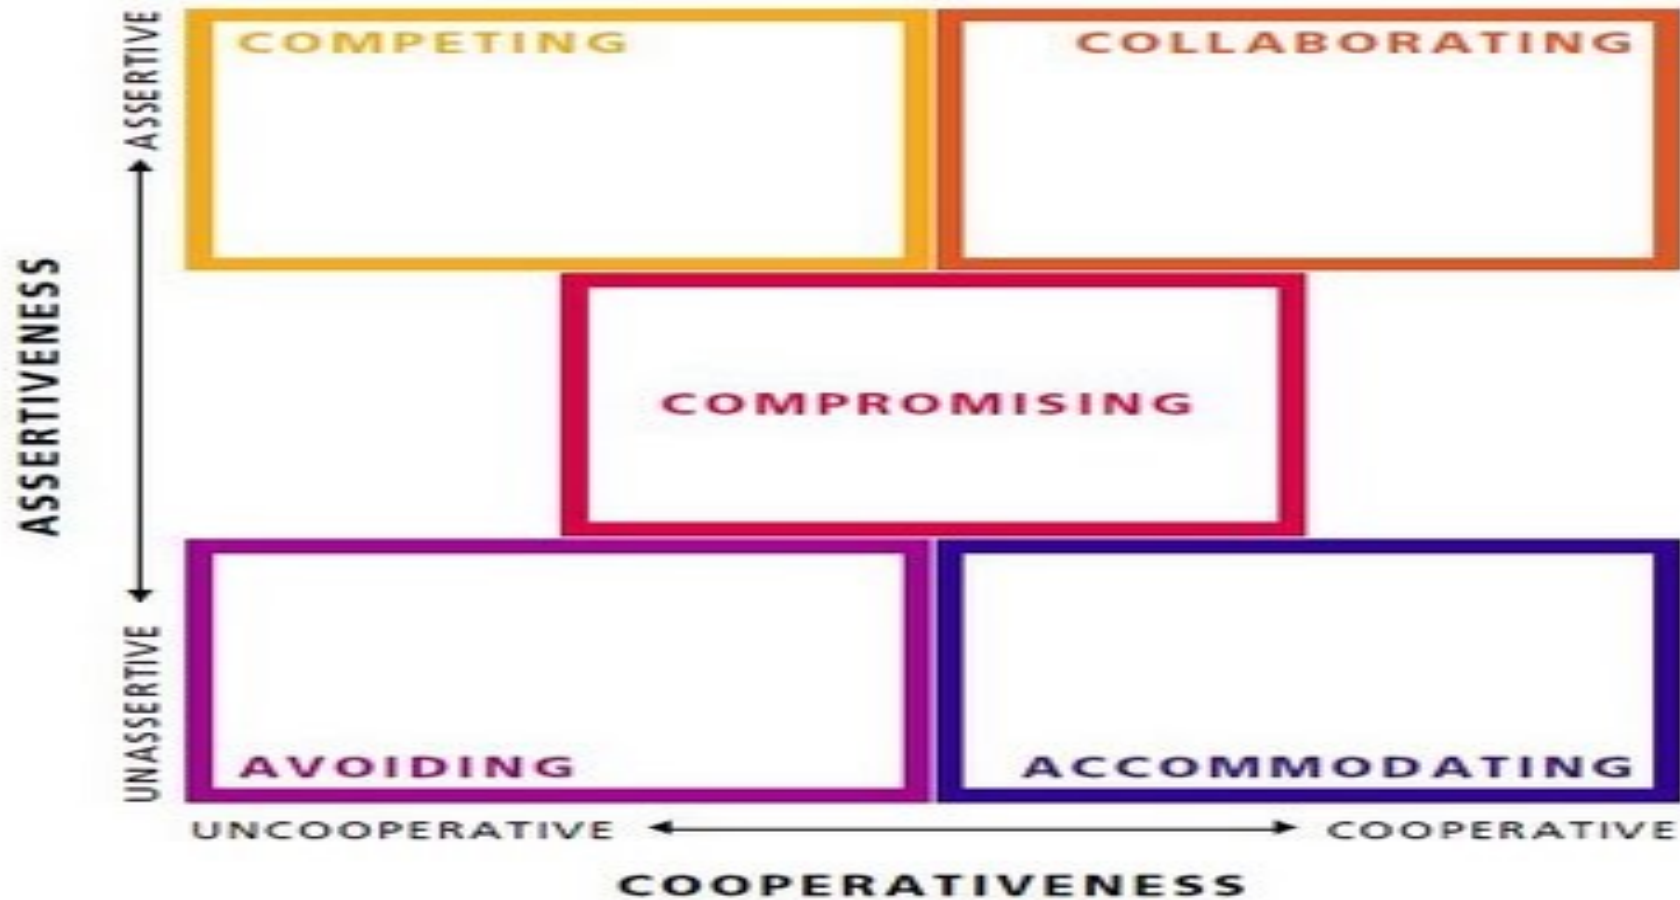 ASSERTIVENESS
ASSERTIVE
UNASSERTIVE
COMPETING
COLLABORATING
COMPROMISING
AVOIDING
ACCOMMODATING
UNCOOPERATIVE
COOPERATIVE
COOPERATIVENESS